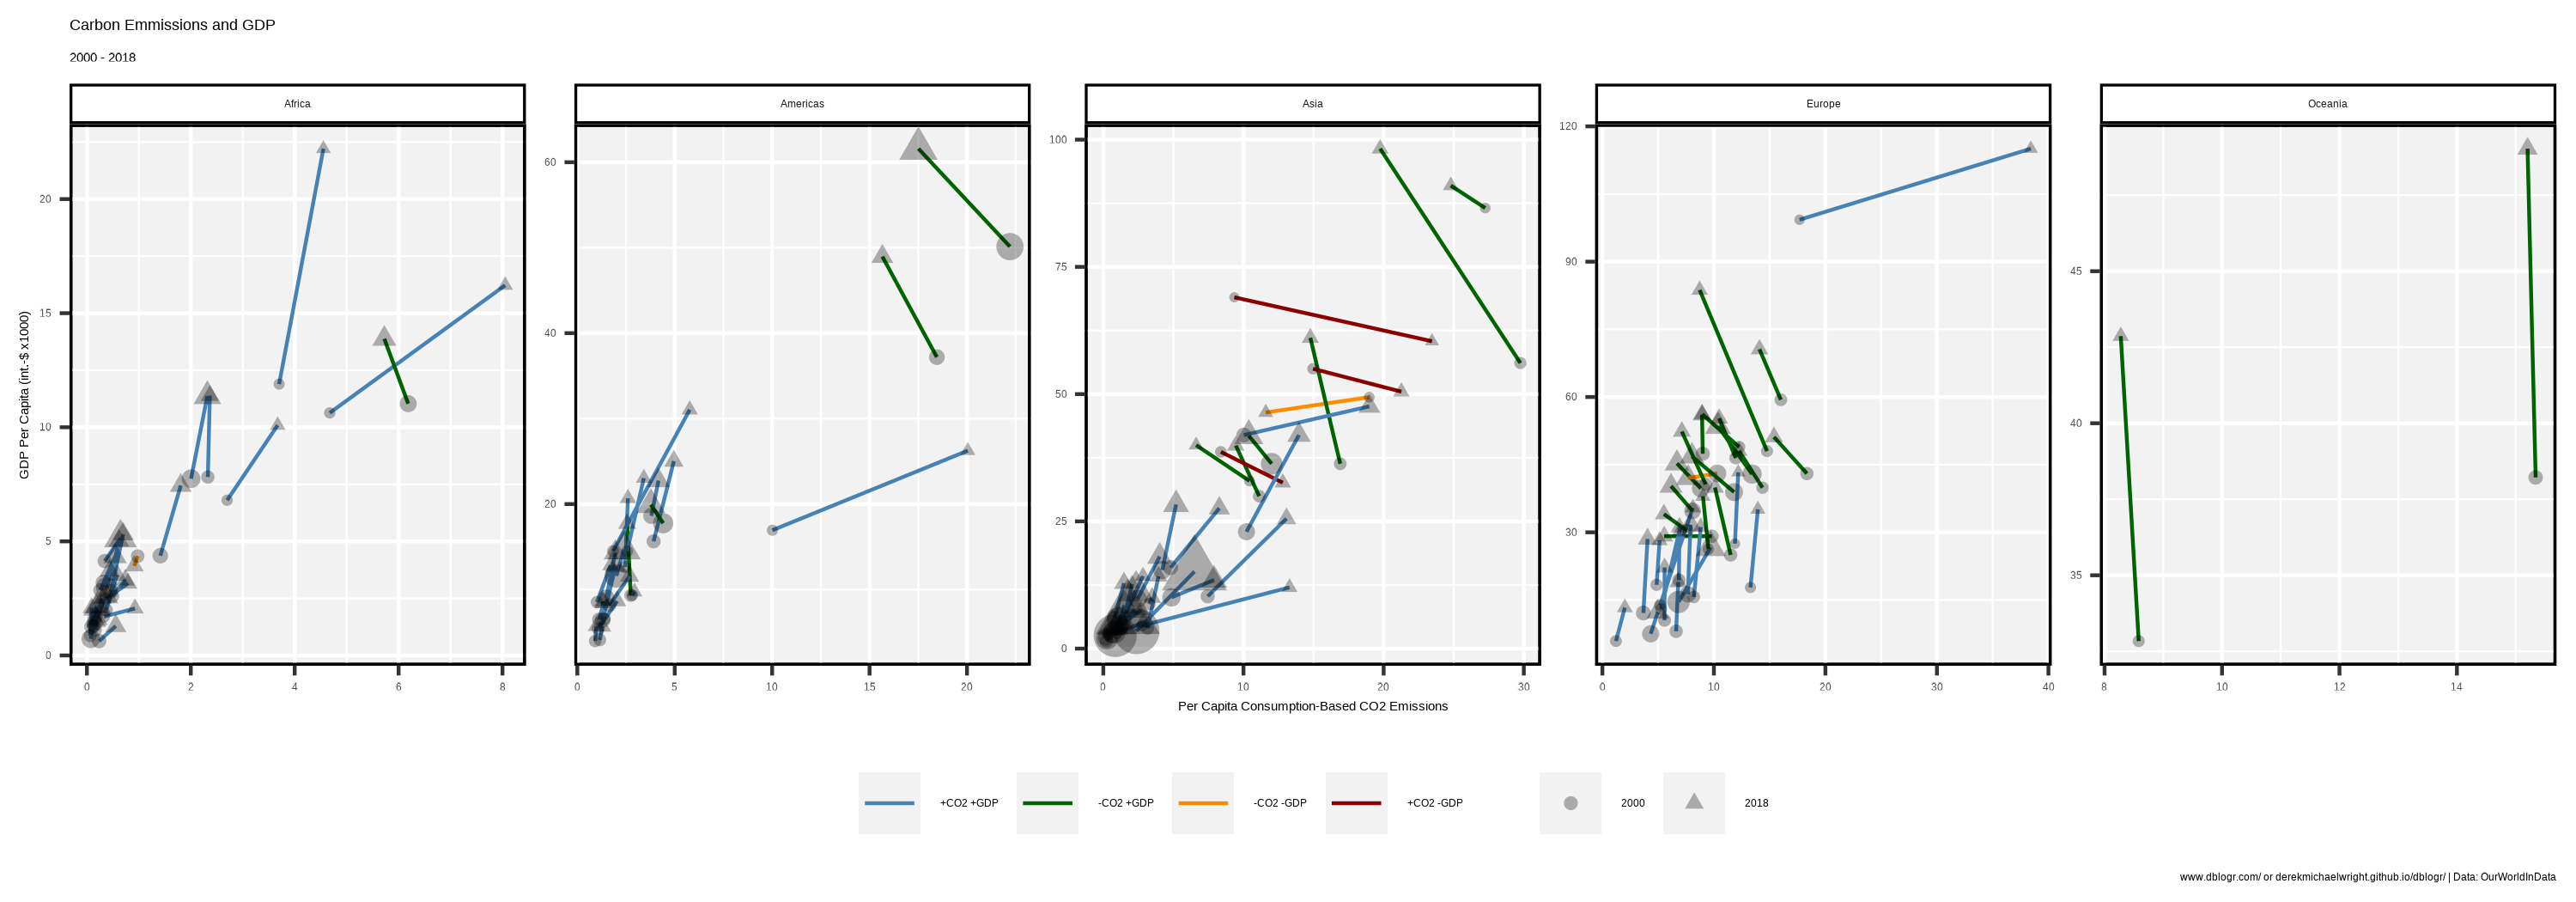 Carbon Emmissions and GDP
2000 - 2018
Africa
Americas
Asia
Europe
Oceania
GDP Per Capita (int.-$ x1000)
20
15
10
5
0
0 2 4 6 8
60
40
20
0 5 10 15 20
100
75
50
25
0
0 10 20 30
120
90
60
30
0 10 20 30 40
45
40
35
8 10 12 14
Per Capita Consumption-Based CO2 Emissions
+CO2 +GDP -CO2 +GDP -CO2 -GDP +CO2 -GDP 2000 2018
www.dblogr.com/ or derekmichaelwright.github.io/dblogr/ | Data: OurWorldInData